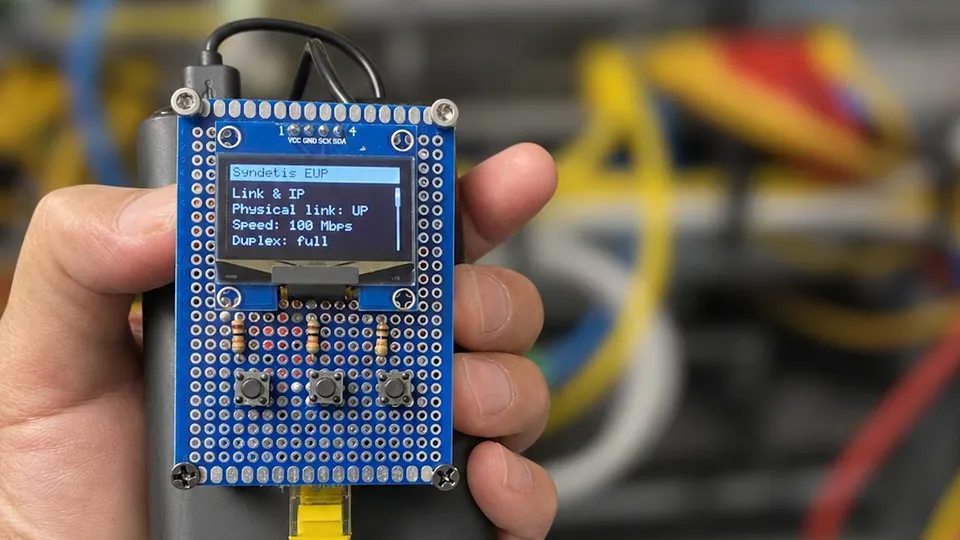 1 4
VCC GND SCK SDA
Syndetis EUP
Link & IP
Physical link: UP
Speed: 100 Mbps
Duplex: full